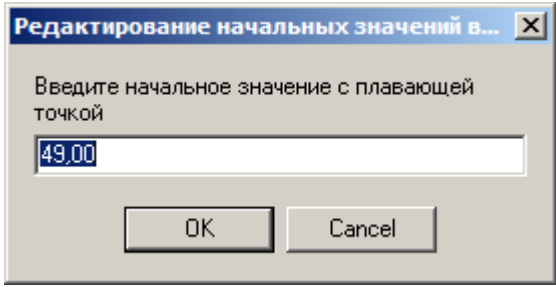 Редактирование начальных значений в...
Введите начальное значение с плавающей
точкой
49,00
OK
Cancel